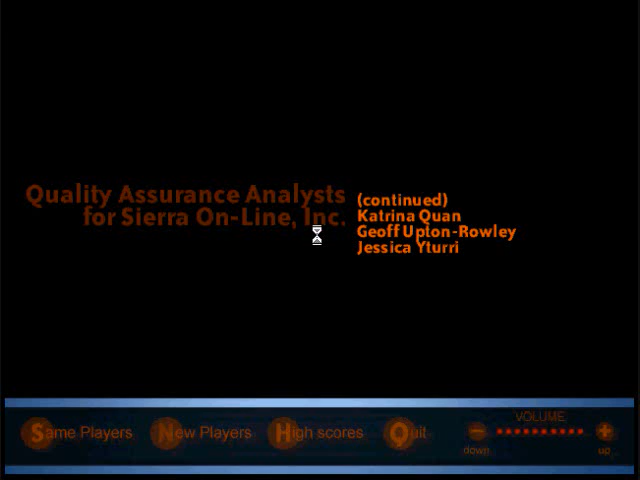 Quality Assurance Analysts
for Sierra On-Line, Inc.
(continued)
Katrina Quan
Geoff Upton-Rowley
Jessica Yturri
Same Players
New Players
High scores
Quit
VOLUME
down
up